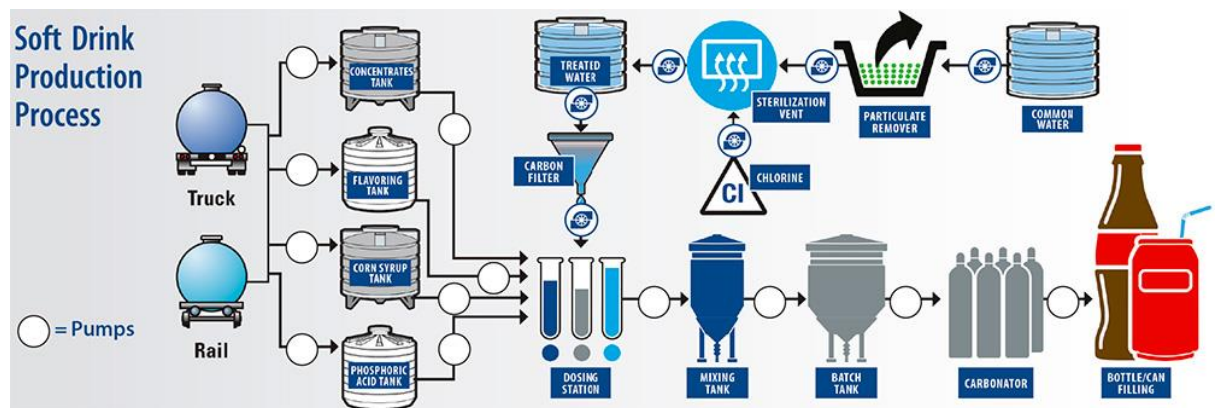 Soft Drink
Production
Process
Truck
Rail
= Pumps
CONCENTRATES
TANK
FLAVORING
TANK
CORN SYRUP
TANK
PHOSPHORIC
ACID TANK
TREATED
WATER
STERILIZATION
VENT
PARTICULATE
REMOVER
COMMON
WATER
CARBON
FILTER
Cl
CHLORINE
DOSING
STATION
MIXING
TANK
BATCH
TANK
CARBONATOR
BOTTLE/CAN
FILLING